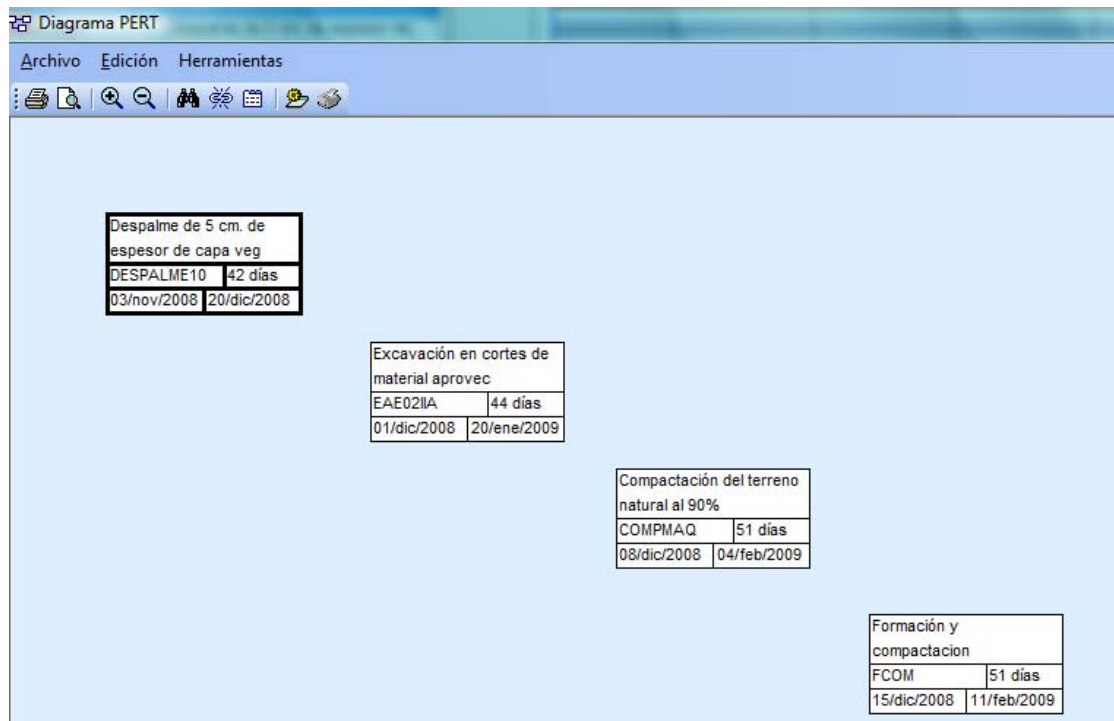 Diagrama PERT
Archivo Edición Herramientas
Despalme de 5 cm. de
espesor de capa veg
DESPALME10 42 días
03/nov/2008 20/dic/2008
Excavación en cortes de
material aprovec
EAE02IIA 44 días
01/dic/2008 20/ene/2009
Compactación del terreno
natural al 90%
COMPMAQ 51 días
08/dic/2008 04/feb/2009
Formación y
compactacion
FCOM 51 días
15/dic/2008 11/feb/2009